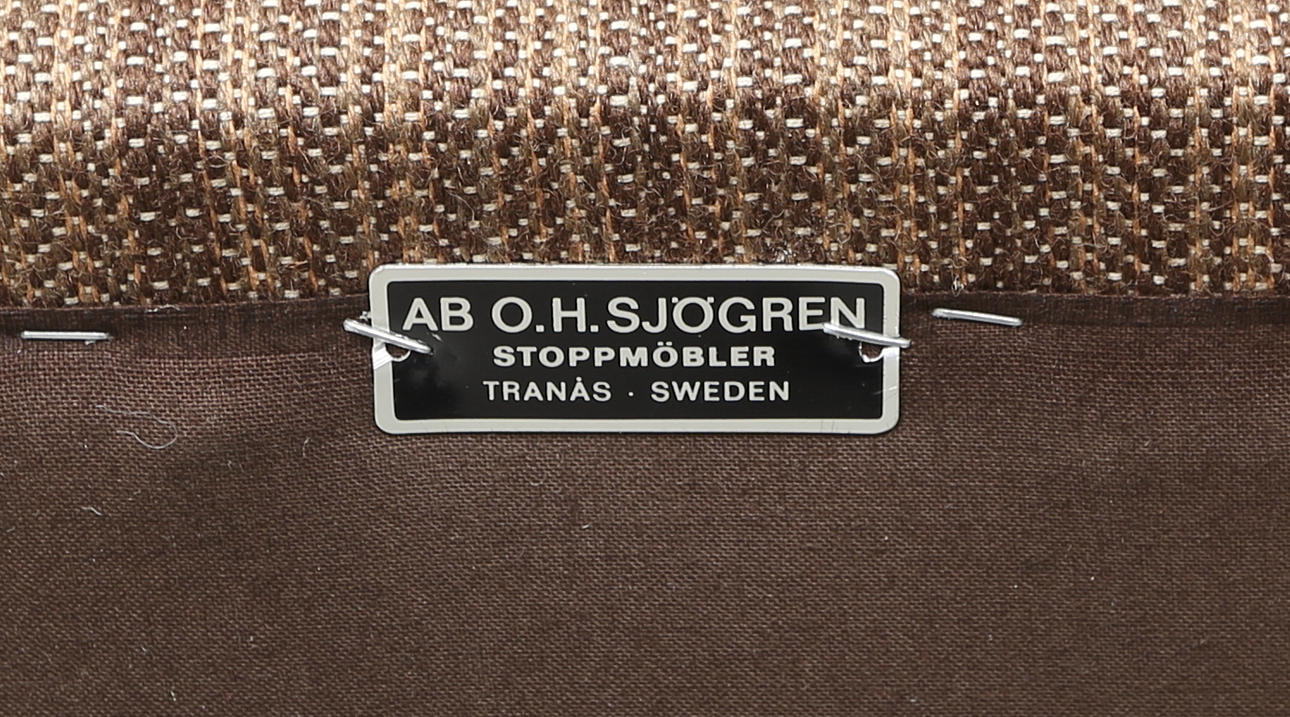 AB O.H. SJÖGREN
STOPPMÖBLER
TRANÅS · SWEDEN